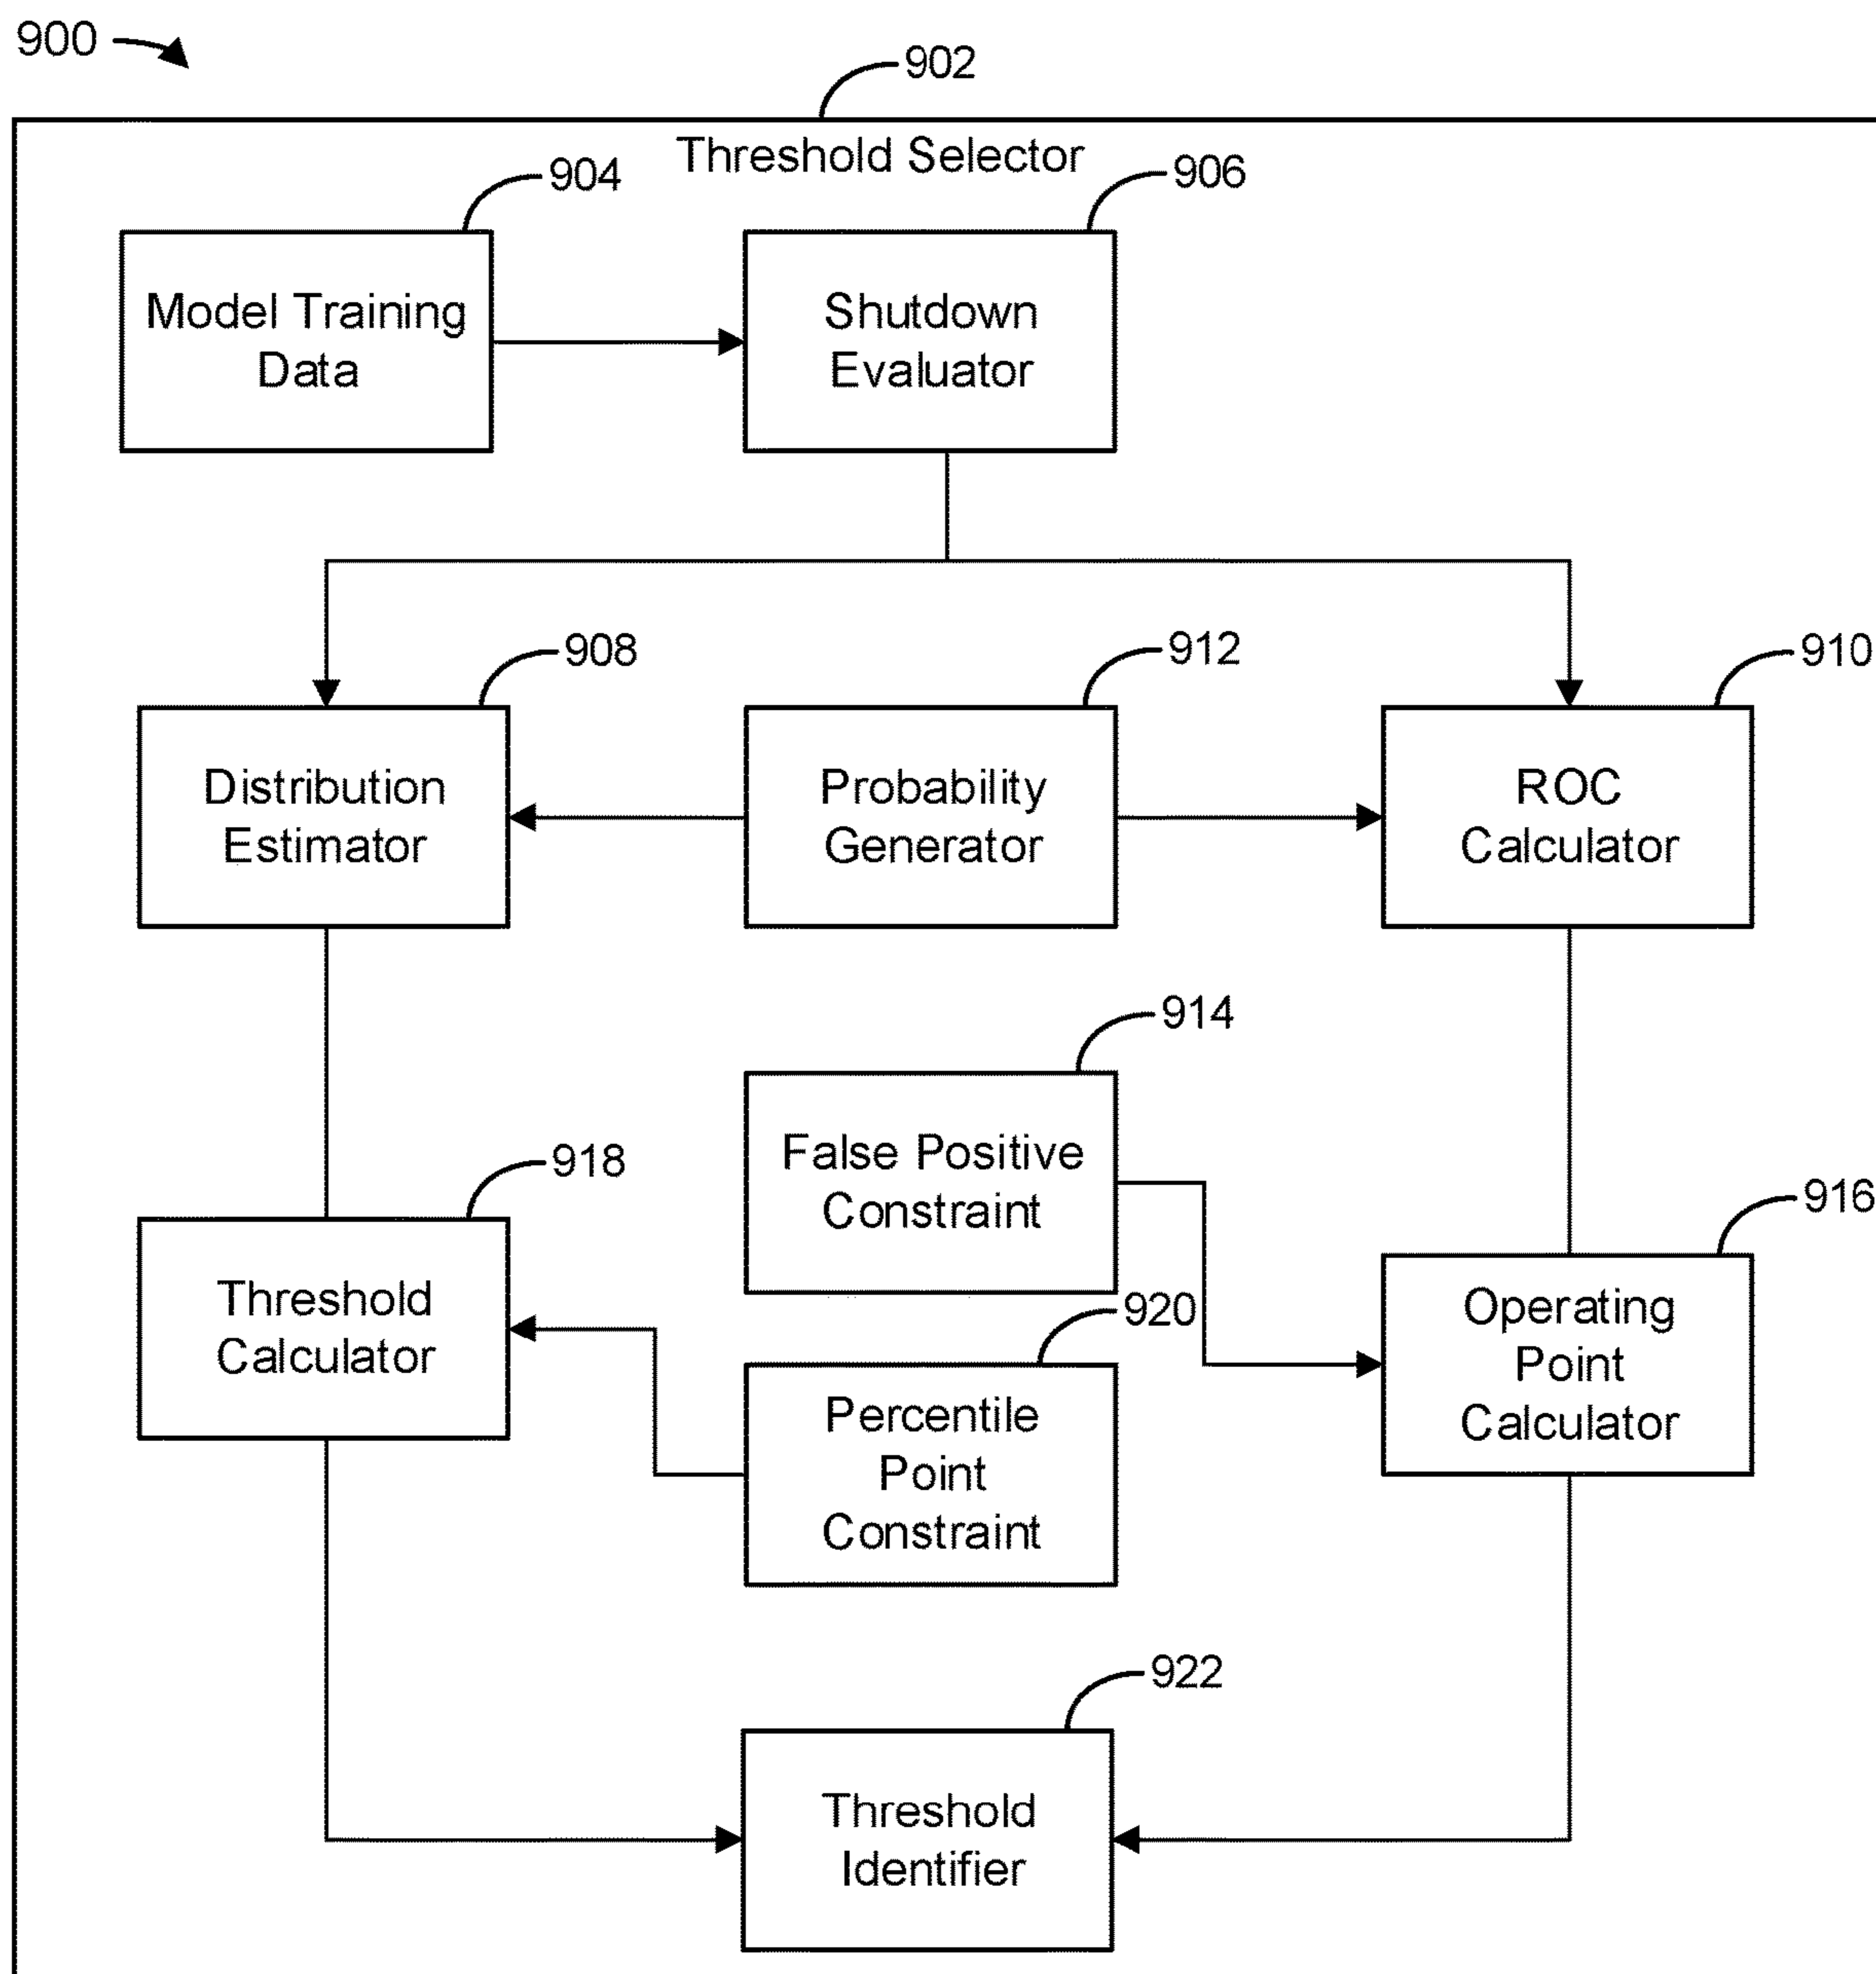 900
902
Threshold Selector
904
906
Model Training
Data
Shutdown
Evaluator
908
912
910
Distribution
Estimator
Probability
Generator
ROC
Calculator
914
False Positive
Constraint
918
916
Threshold
Calculator
920
Operating
Point
Calculator
Percentile
Point
Constraint
922
Threshold
Identifier